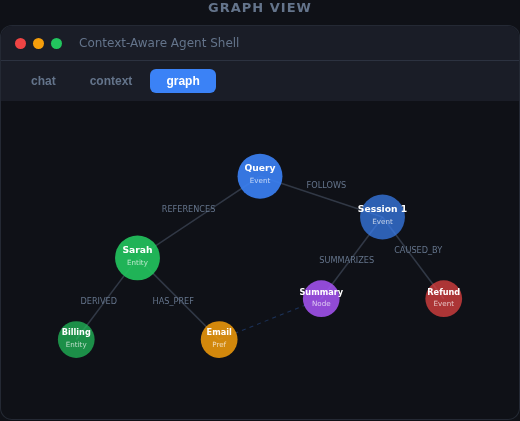 GRAPH VIEW
Context-Aware Agent Shell
chat context graph
Query
Event
FOLLOWS
REFERENCES
Session 1
Event
Sarah
Entity
CAUSED_BY
SUMMARIZES
DERIVED
HAS_PREF
Summary
Node
Refund
Event
Billing
Entity
Email
Pref